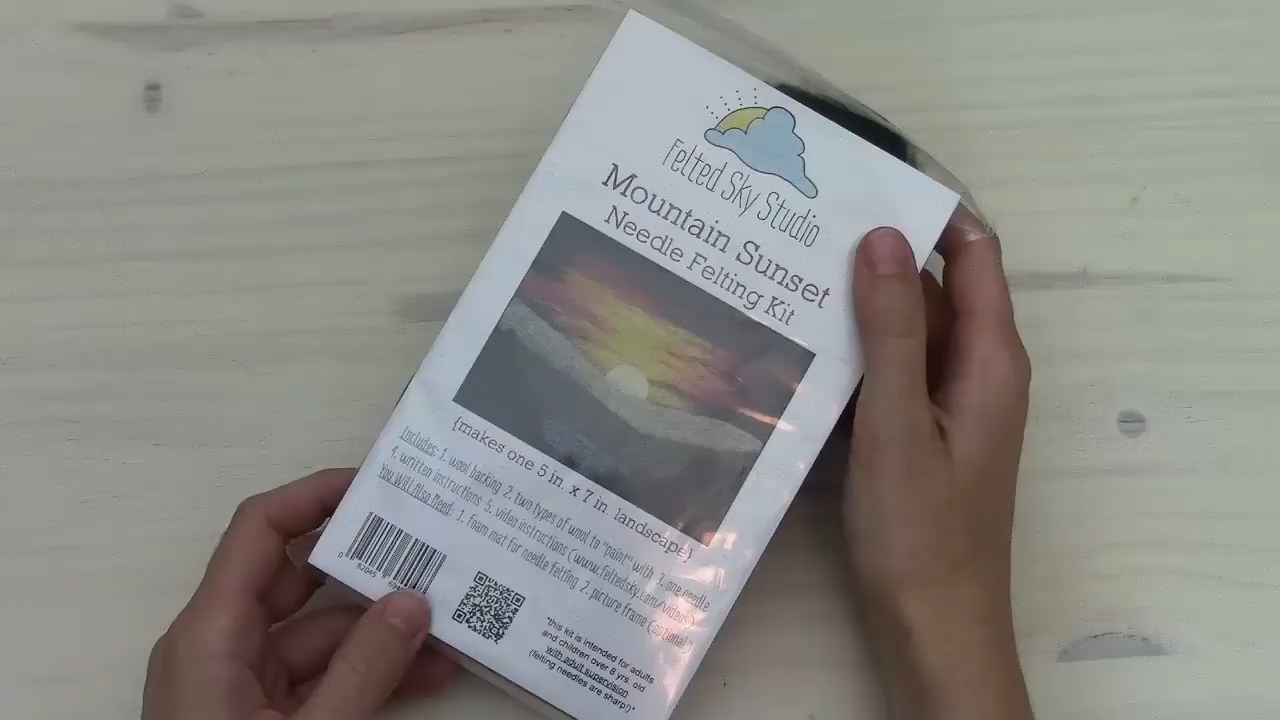 Felted Sky Studio
Mountain Sunset
Needle Felting Kit
{makes one 5 in. x 7 in. landscape}
Includes: 1. wool backing 2. two types of wool to "paint" with 3. one needle
4. written instructions 5. video instructions (www.feltedsky.com/videos)
You Will Also Need: 1. foam mat for needle felting 2. picture frame (optional)
0 82045
*this kit is intended for adults
and children over 8 yrs. old
with adult supervision
(felting needles are sharp!)*